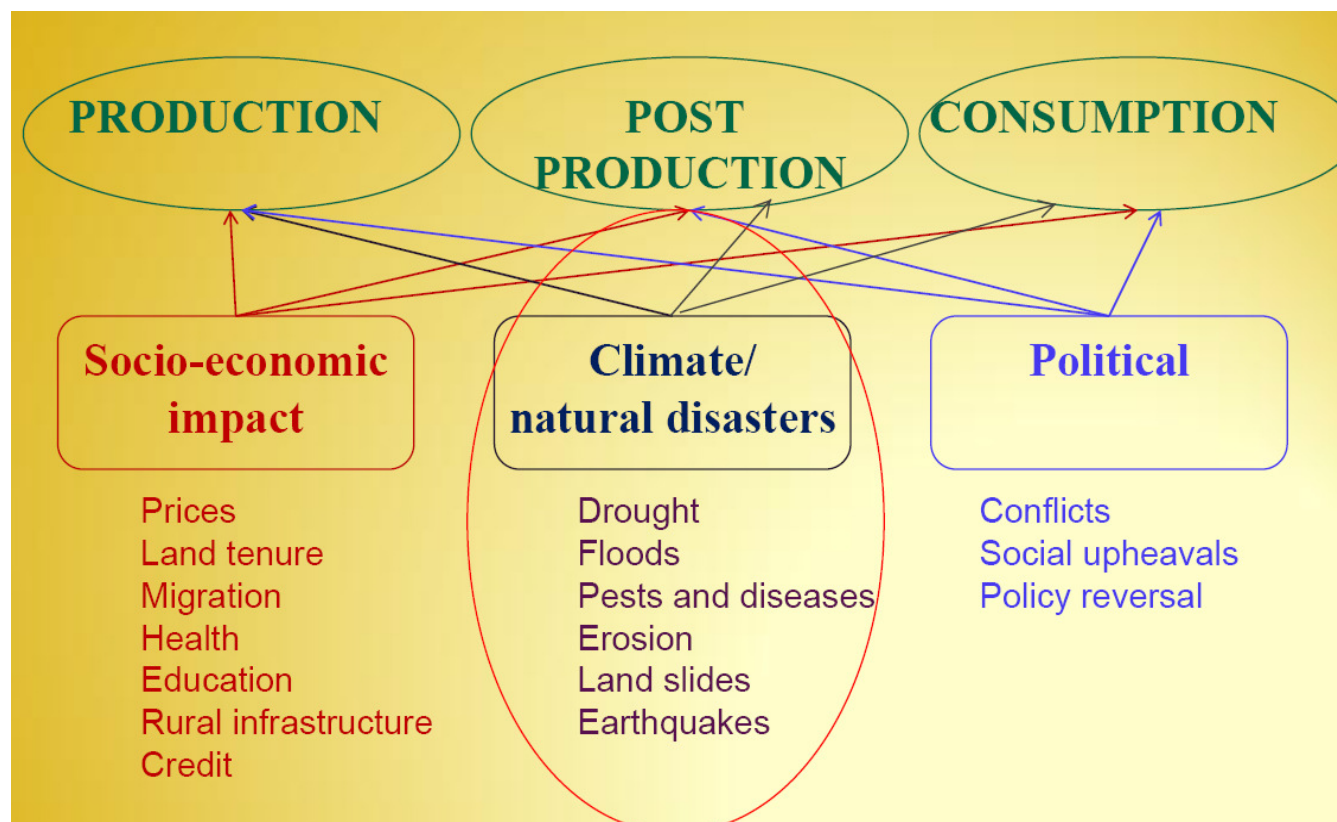 PRODUCTION
POST
PRODUCTION
CONSUMPTION
Socio-economic
impact
Climate/
natural disasters
Political
Prices
Land tenure
Migration
Health
Education
Rural infrastructure
Credit
Drought
Floods
Pests and diseases
Erosion
Land slides
Earthquakes
Conflicts
Social upheavals
Policy reversal